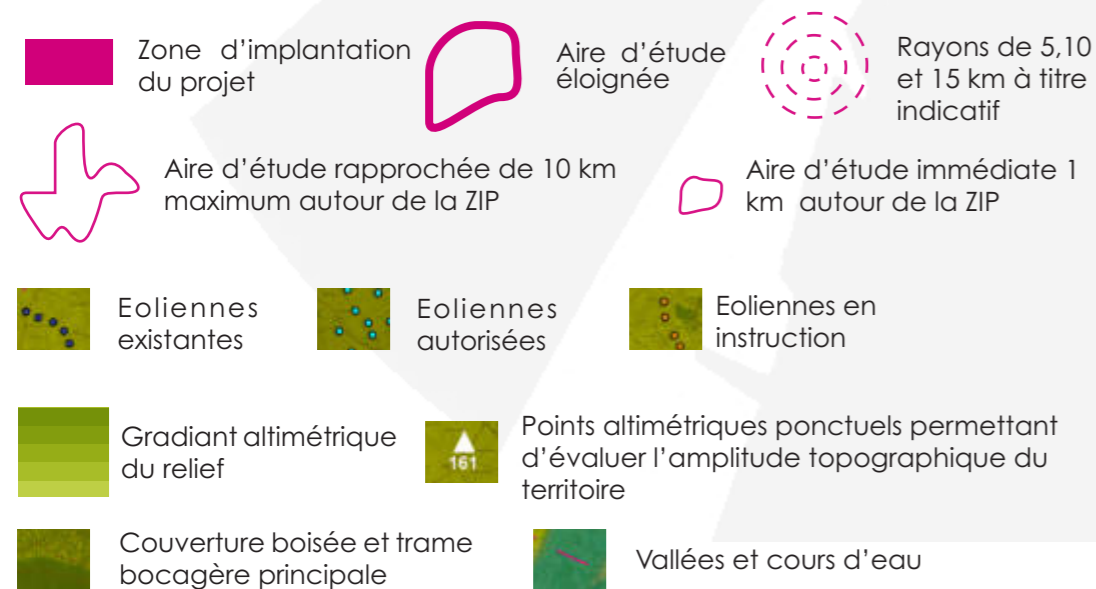 Zone d'implantation
du projet
Aire d'étude
éloignée
Rayons de 5,10
et 15 km à titre
indicatif
Aire d'étude rapprochée de 10 km
maximum autour de la ZIP
Aire d'étude immédiate 1
km autour de la ZIP
Eoliennes
existantes
Eoliennes
autorisées
Eoliennes en
instruction
Gradiant altimétrique
du relief
161
Points altimétriques ponctuels permettant
d'évaluer l'amplitude topographique du
territoire
Couverture boisée et trame
bocagère principale
Vallées et cours d'eau